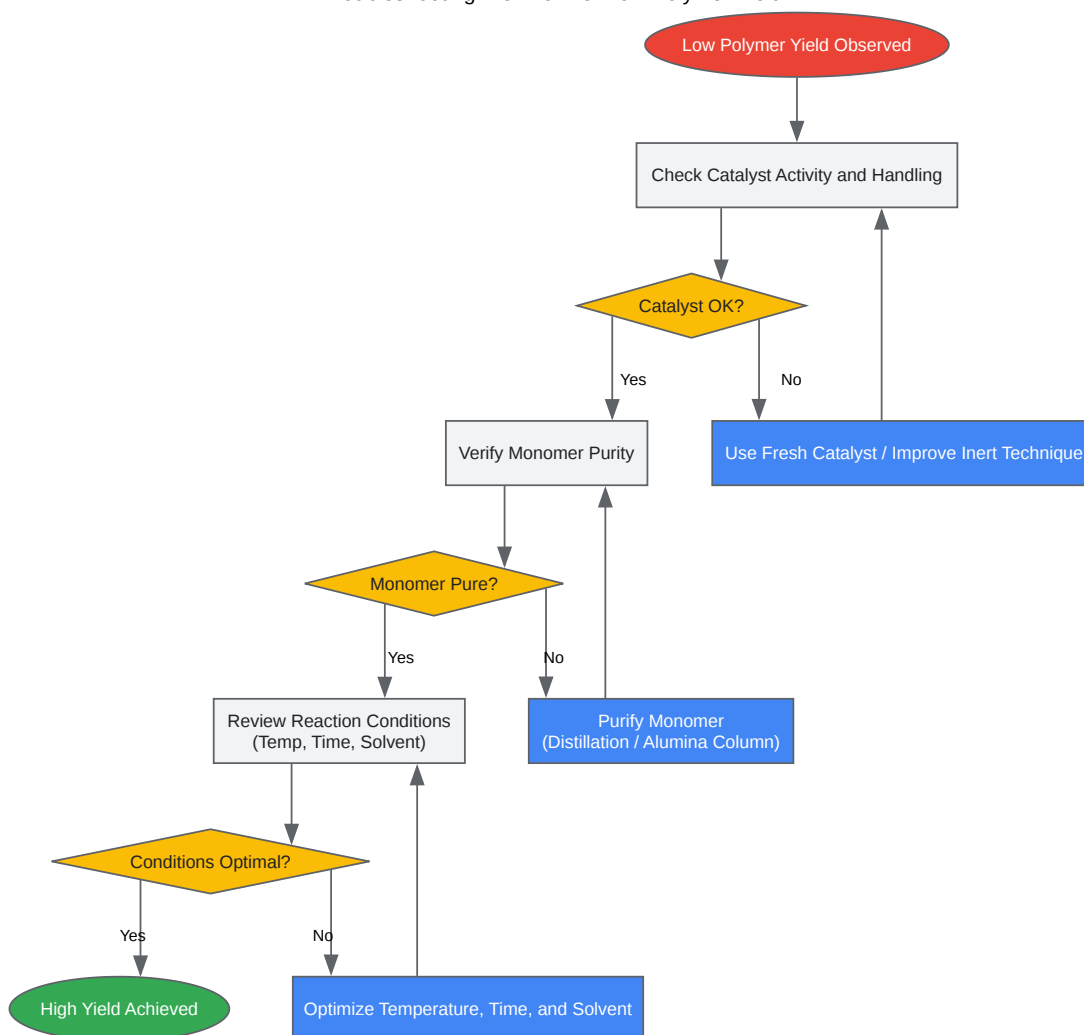 Low Polymer Yield Observed
Check Catalyst Activity and Handling
Catalyst OK?
Yes
No
Verify Monomer Purity
Use Fresh Catalyst / Improve Inert Technique
Monomer Pure?
Yes
No
Review Reaction Conditions
(Temp, Time, Solvent)
Purify Monomer
(Distillation / Alumina Column)
Conditions Optimal?
Yes
No
High Yield Achieved
Optimize Temperature, Time, and Solvent